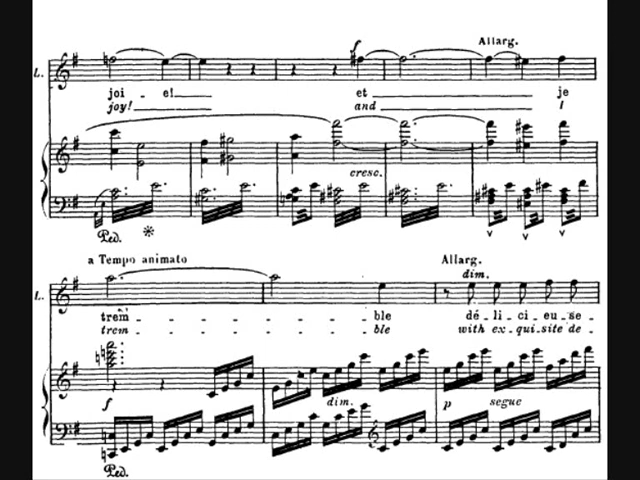 Allarg.
L.
f
joi - e! et je
joy! and I
cresc.
Ped. *
a Tempo animato Allarg.
dim.
L.
trem - - - - - - - ble dé - li - ci - eu - se -
trem - - - - - - - ble with ex - qui - site de -
f dim. p segue
Ped.